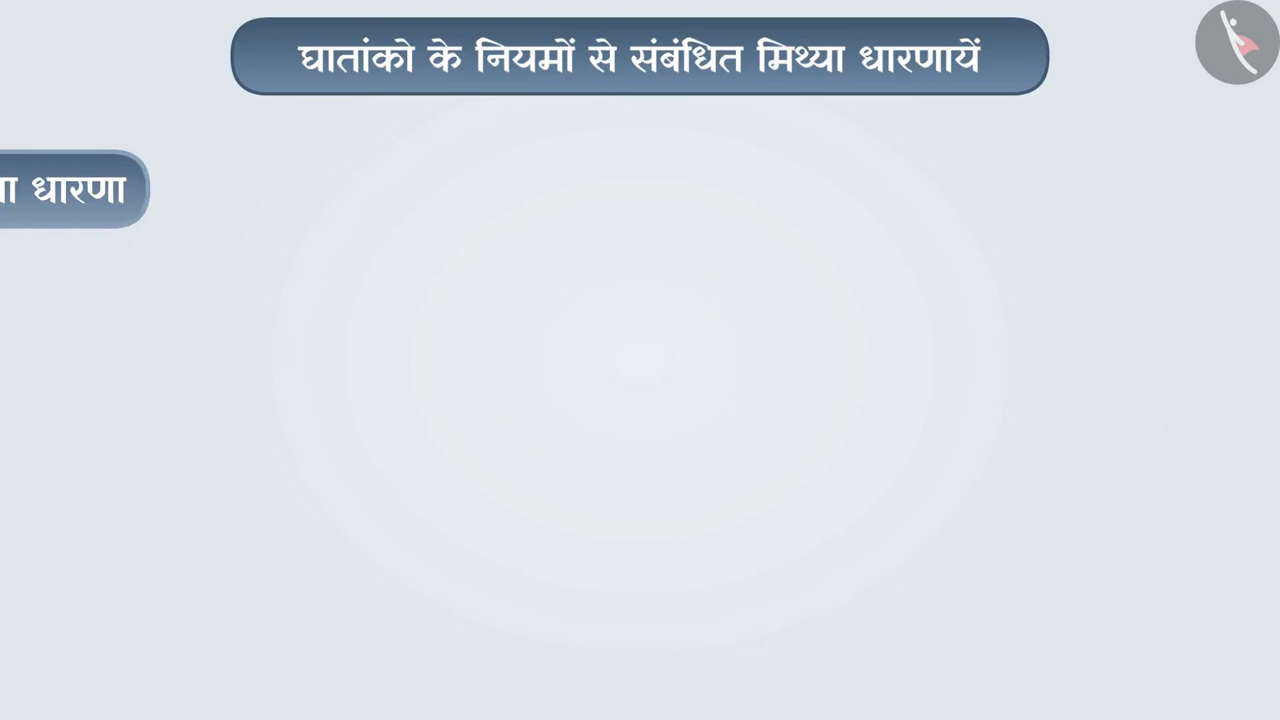 घातांको के नियमों से संबंधित मिथ्या धारणायें
धारणा